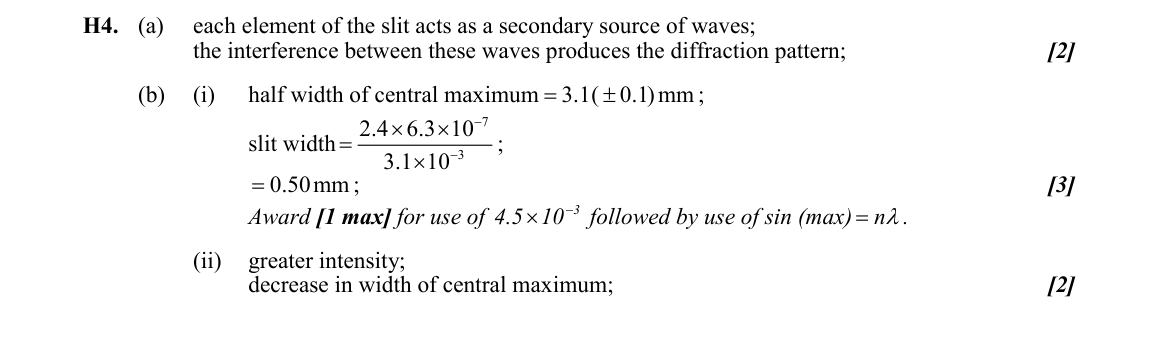 H4. (a) each element of the slit acts as a secondary source of waves;
the interference between these waves produces the diffraction pattern; [2]
(b) (i) half width of central maximum = 3.1(±0.1) mm ;
slit width = \frac{2.4×6.3×10^{-7}}{3.1×10^{-3}} ;
= 0.50 mm ; [3]
Award [1 max] for use of 4.5×10^{-3} followed by use of sin (max) = nλ .
(ii) greater intensity;
decrease in width of central maximum; [2]